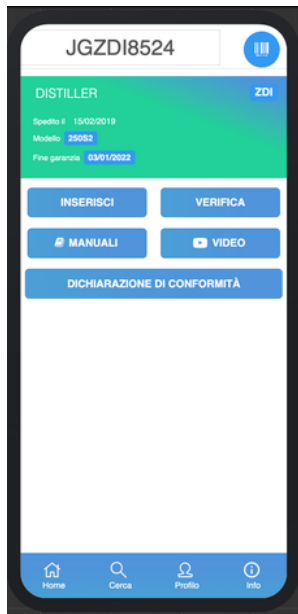 JGZDI8524
DISTILLER ZDI
Spedito il 15/02/2019
Modello 250S2
Fine garanzia 03/01/2022
INSERISCI VERIFICA
MANUALI VIDEO
DICHIARAZIONE DI CONFORMITÀ
Home Cerca Profilo Info